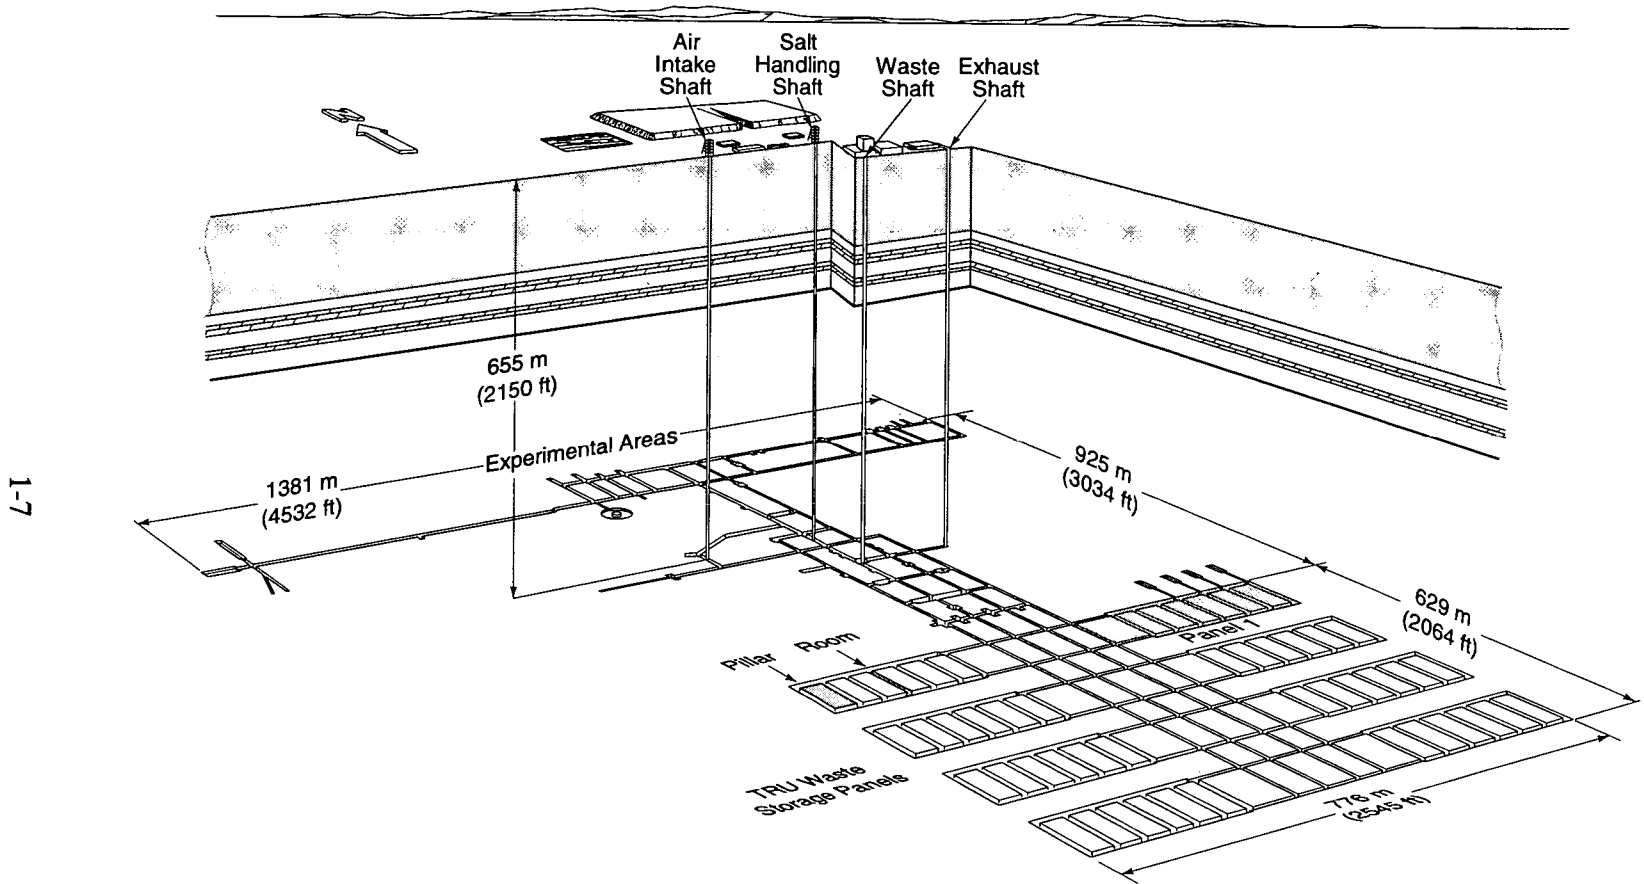 Air
Intake
Shaft
Salt
Handling
Shaft
Waste
Shaft
Exhaust
Shaft
N
655 m
(2150 ft)
Experimental Areas
1381 m
(4532 ft)
925 m
(3034 ft)
629 m
(2064 ft)
Panel 1
Pillar
Room
TRU Waste
Storage Panels
776 m
(2545 ft)
1-7